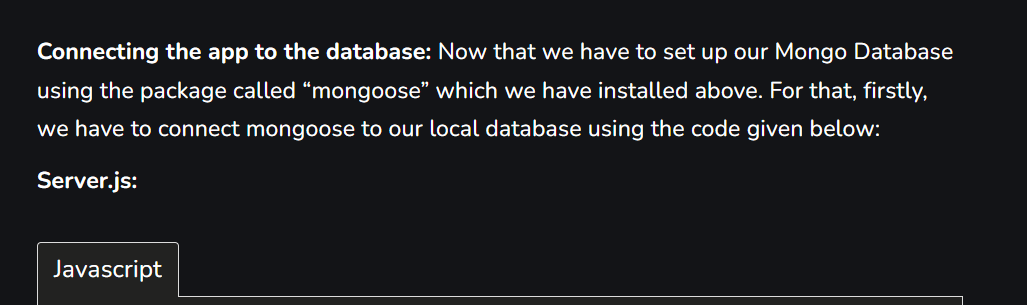 Connecting the app to the database: Now that we have to set up our Mongo Database
using the package called “mongoose” which we have installed above. For that, firstly,
we have to connect mongoose to our local database using the code given below:
Server.js:
Javascript